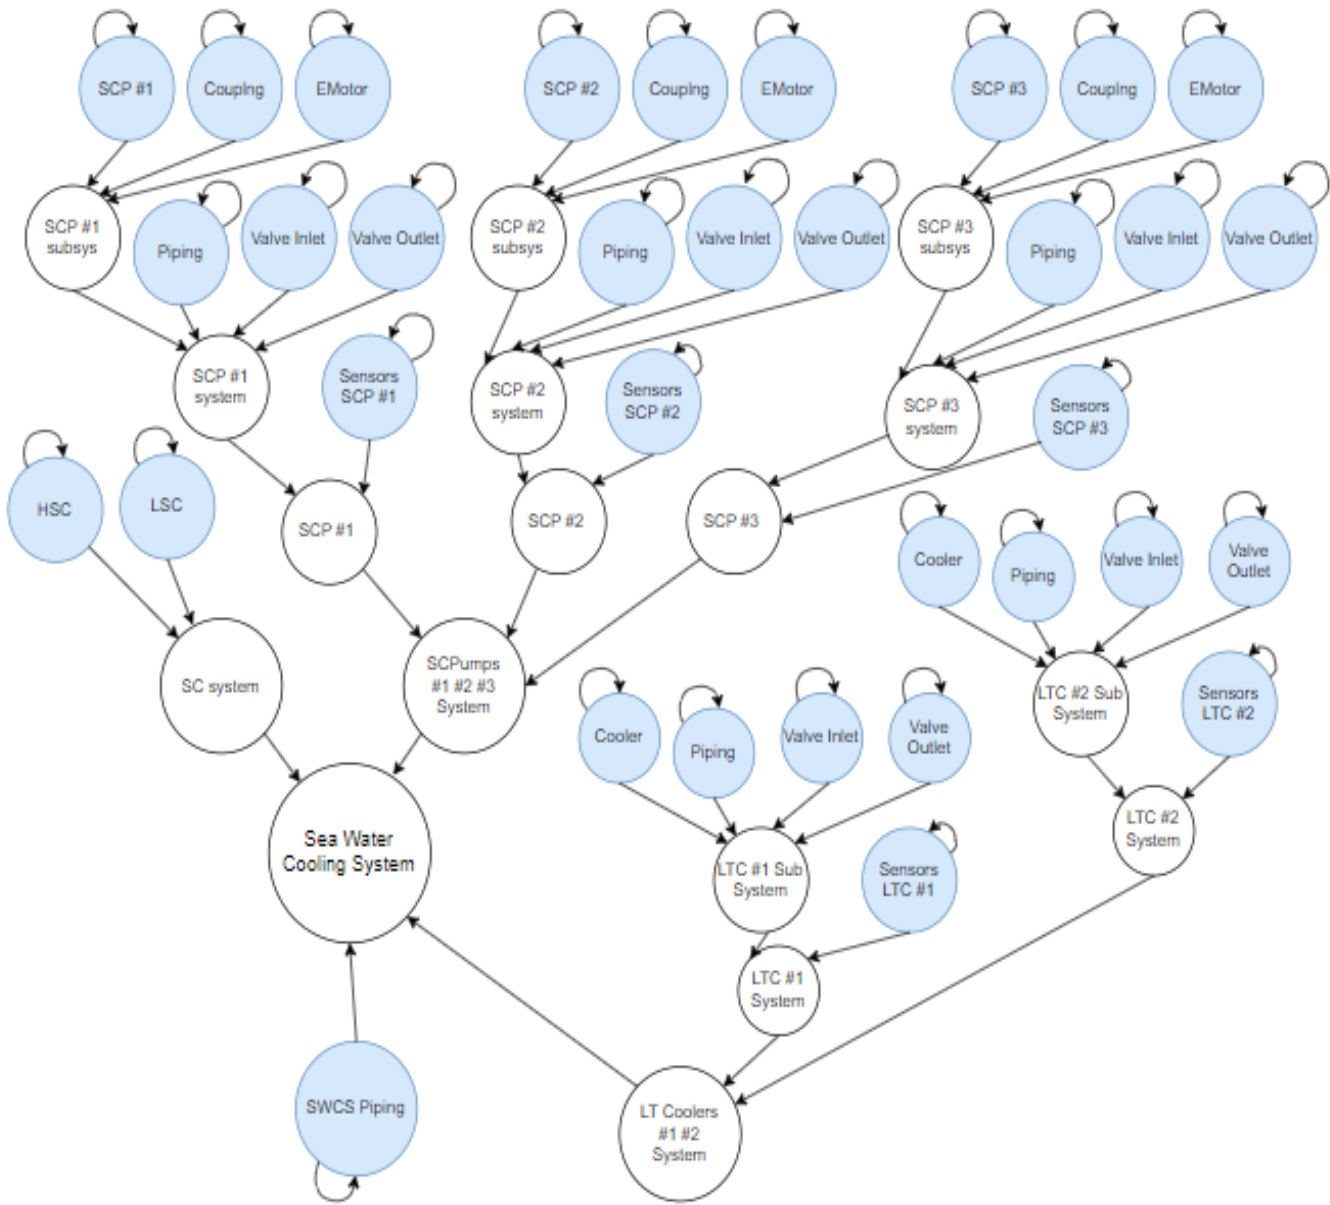 SCP #1
Couplng
EMotor
SCP #2
Couplng
EMotor
SCP #3
Couplng
EMotor
SCP #1
subsys
Piping
Valve Inlet
Valve Outlet
SCP #2
subsys
Piping
Valve Inlet
Valve Outlet
SCP #3
subsys
Piping
Valve Inlet
Valve Outlet
SCP #1
system
Sensors
SCP #1
SCP #2
system
Sensors
SCP #2
SCP #3
system
Sensors
SCP #3
HSC
LSC
SCP #1
SCP #2
SCP #3
Cooler
Piping
Valve Inlet
Valve
Outlet
SC system
SCPumps
#1 #2 #3
System
LTC #2 Sub
System
Sensors
LTC #2
Cooler
Piping
Valve Inlet
Valve
Outlet
Sea Water
Cooling System
LTC #2
System
LTC #1 Sub
System
Sensors
LTC #1
LTC #1
System
SWCS Piping
LT Coolers
#1 #2
System